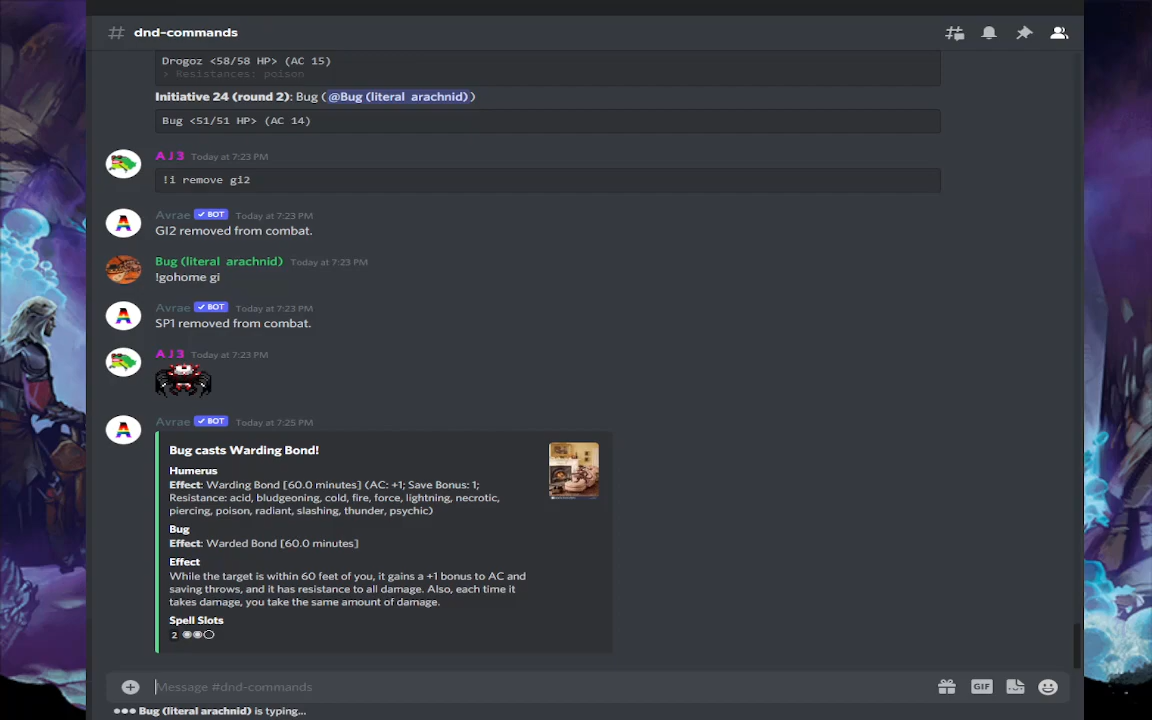 # dnd-commands
Drogoz <58/58 HP> (AC 15)
> Resistances: poison
Initiative 24 (round 2): Bug ( @Bug (literal arachnid) )
Bug <51/51 HP> (AC 14)
A J 3 Today at 7:23 PM
!i remove gi2
Avrae ✓ BOT Today at 7:23 PM
GI2 removed from combat.
Bug (literal arachnid) Today at 7:23 PM
!gohome gi
Avrae ✓ BOT Today at 7:23 PM
SP1 removed from combat.
A J 3 Today at 7:23 PM
Avrae ✓ BOT Today at 7:25 PM
Bug casts Warding Bond!
Humerus
Effect: Warding Bond [60.0 minutes] (AC: +1; Save Bonus: 1;
Resistance: acid, bludgeoning, cold, fire, force, lightning, necrotic,
piercing, poison, radiant, slashing, thunder, psychic)
Bug
Effect: Warded Bond [60.0 minutes]
Effect
While the target is within 60 feet of you, it gains a +1 bonus to AC and
saving throws, and it has resistance to all damage. Also, each time it
takes damage, you take the same amount of damage.
Spell Slots
2 ◉◉〇
Message #dnd-commands
GIF
Bug (literal arachnid) is typing...